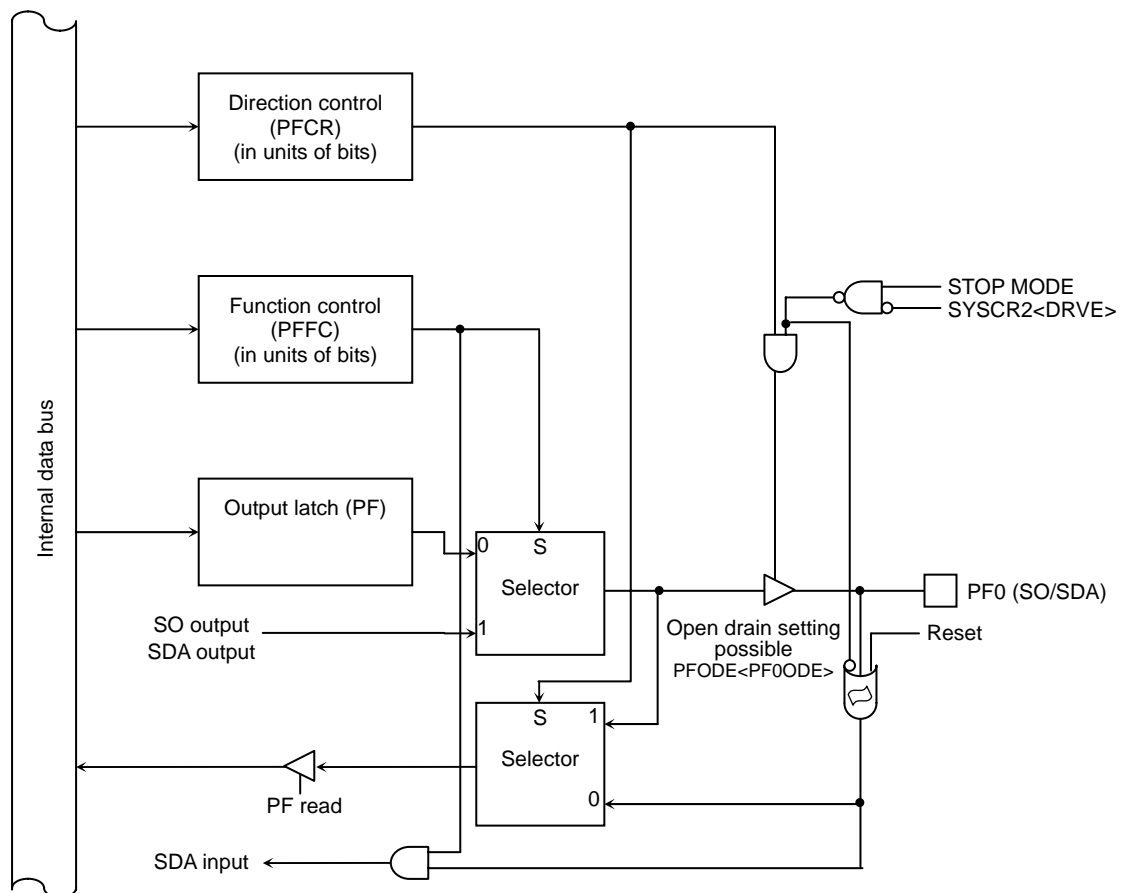 Internal data bus
Direction control
(PFCR)
(in units of bits)
Function control
(PFFC)
(in units of bits)
STOP MODE
SYSCR2<DRVE>
Output latch (PF)
0
S
Selector
1
SO output
SDA output
PF0 (SO/SDA)
Open drain setting
possible
PFODE<PF0ODE>
Reset
S
1
Selector
0
PF read
SDA input